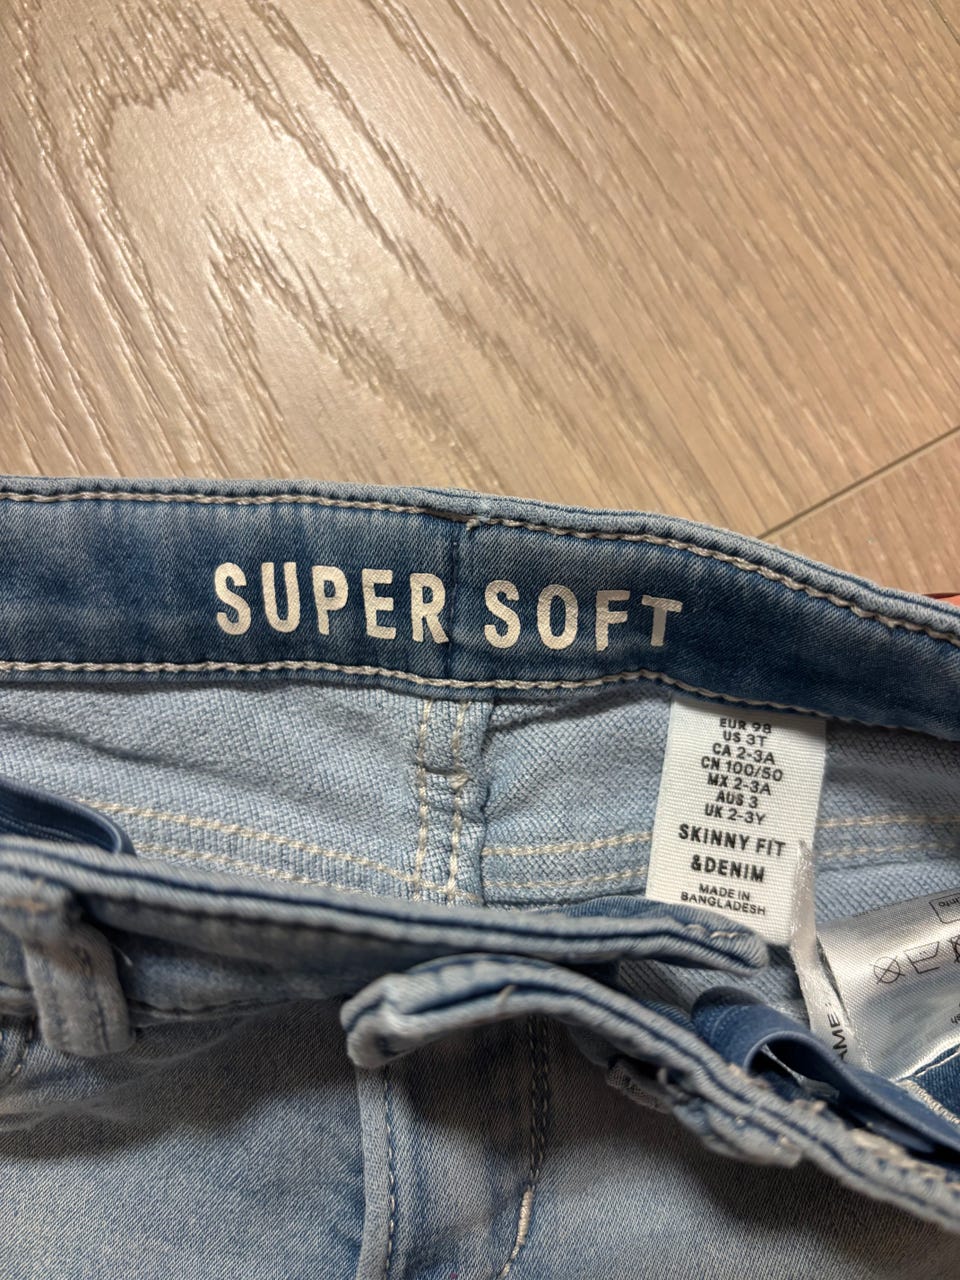 SUPER SOFT
EUR 98
US 3T
CA 2-3A
CN 100/50
MX 2-3A
AUS 3
UK 2-3Y
SKINNY FIT
&DENIM
MADE IN
BANGLADESH